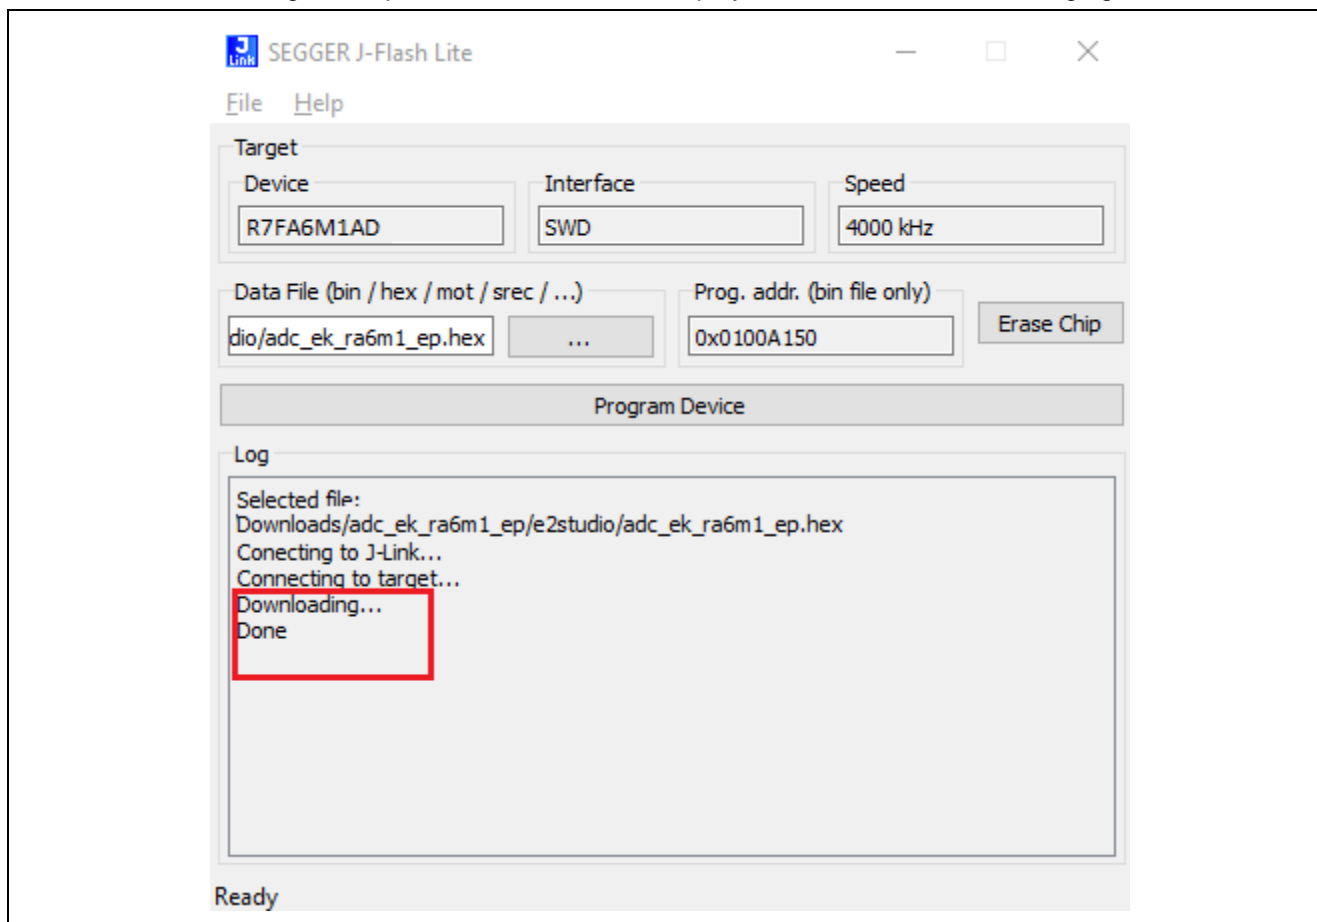 SEGGER J-Flash Lite
File Help
Target
Device Interface Speed
R7FA6M1AD SWD 4000 kHz
Data File (bin / hex / mot / srec / ...) Prog. addr. (bin file only)
dio/adc_ek_ra6m1_ep.hex ... 0x0100A150 Erase Chip
Program Device
Log
Selected file:
Downloads/adc_ek_ra6m1_ep/e2studio/adc_ek_ra6m1_ep.hex
Conecting to J-Link...
Connecting to target...
Downloading...
Done
Ready